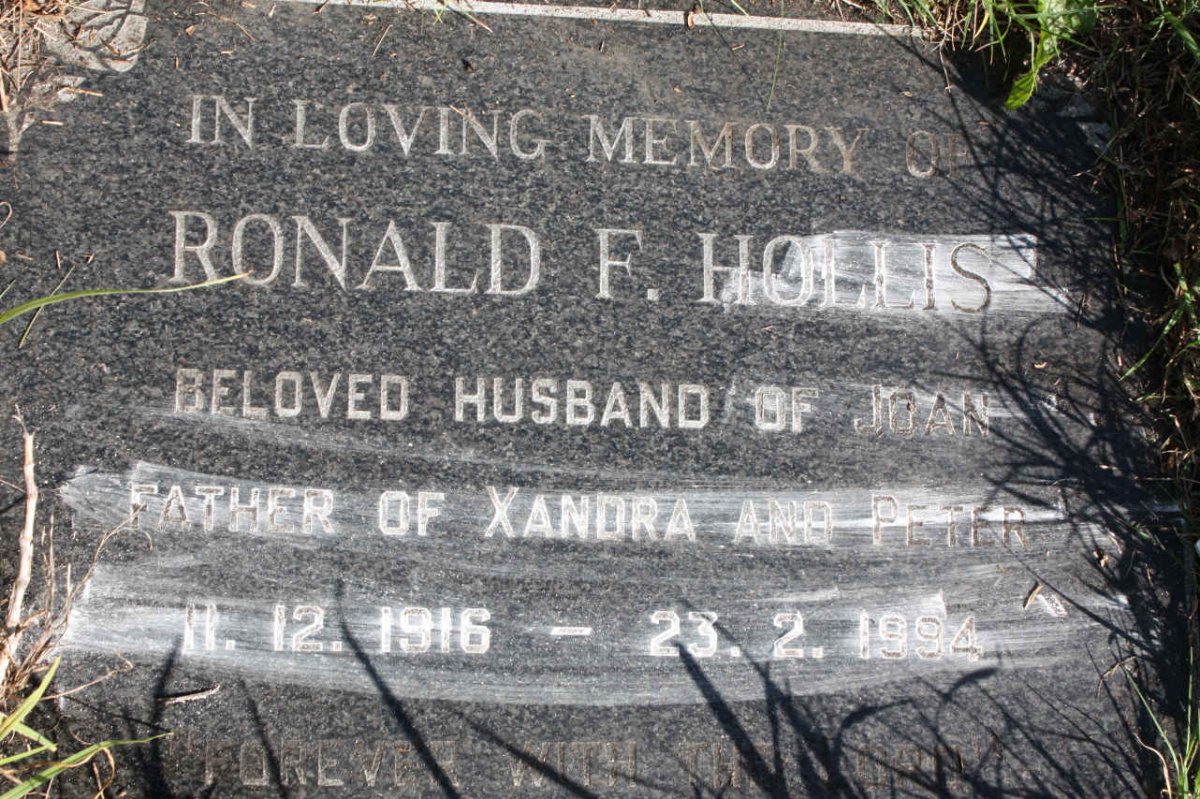 IN LOVING MEMORY OF
RONALD F. HOLLIS
BELOVED HUSBAND OF JOAN
FATHER OF XANDRA AND PETER
11. 12. 1916 – 23. 2. 1994
"FOREVER WITH THE LORD"